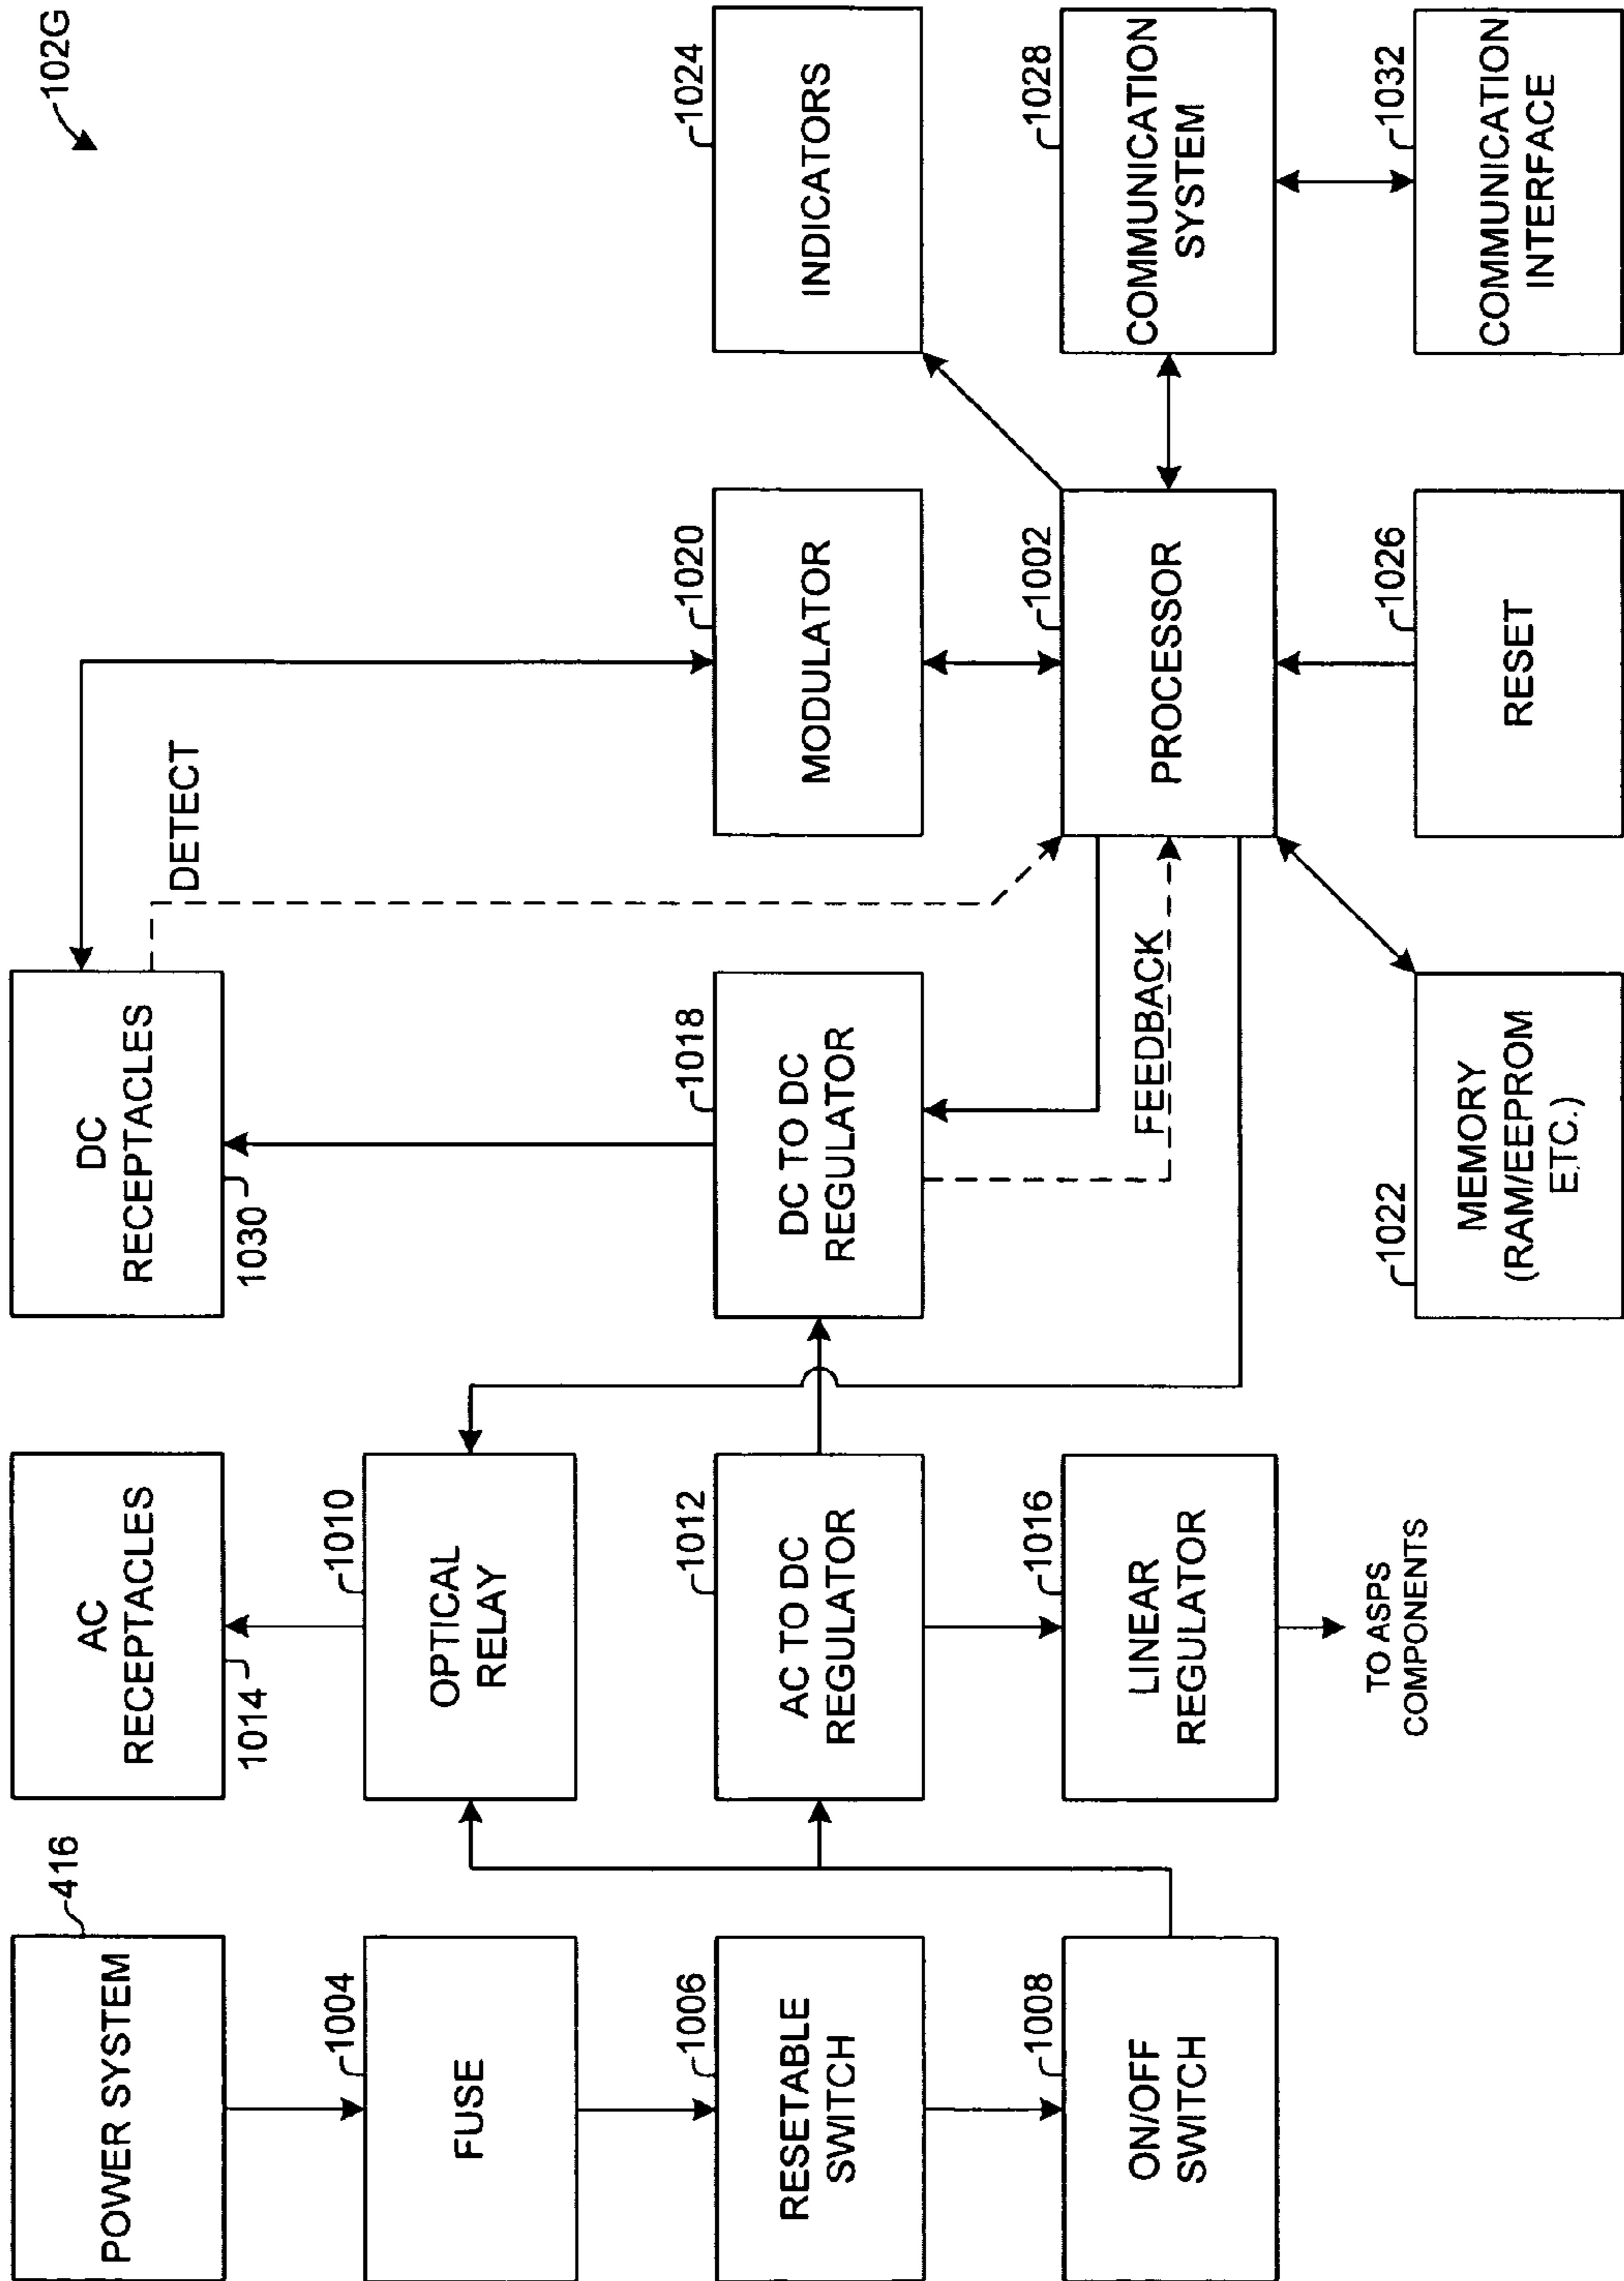 102G
POWER SYSTEM
416
FUSE
1004
RESETABLE
SWITCH
1006
ON/OFF
SWITCH
1008
AC
RECEPTACLES
1014
OPTICAL
RELAY
1010
AC TO DC
REGULATOR
1012
LINEAR
REGULATOR
1016
TO ASPS
COMPONENTS
DC
RECEPTACLES
1030
DETECT
DC TO DC
REGULATOR
1018
FEEDBACK
MEMORY
(RAM/EEPROM
ETC.)
1022
MODULATOR
1020
PROCESSOR
1002
RESET
1026
INDICATORS
1024
COMMUNICATION
SYSTEM
1028
COMMUNICATION
INTERFACE
1032